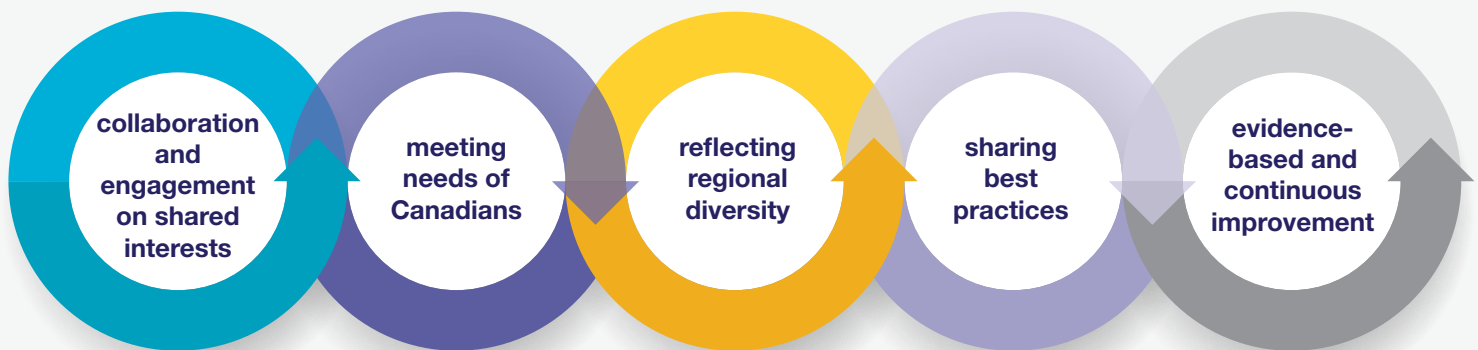 collaboration
and
engagement
on shared
interests
meeting
needs of
Canadians
reflecting
regional
diversity
sharing
best
practices
evidence-
based and
continuous
improvement